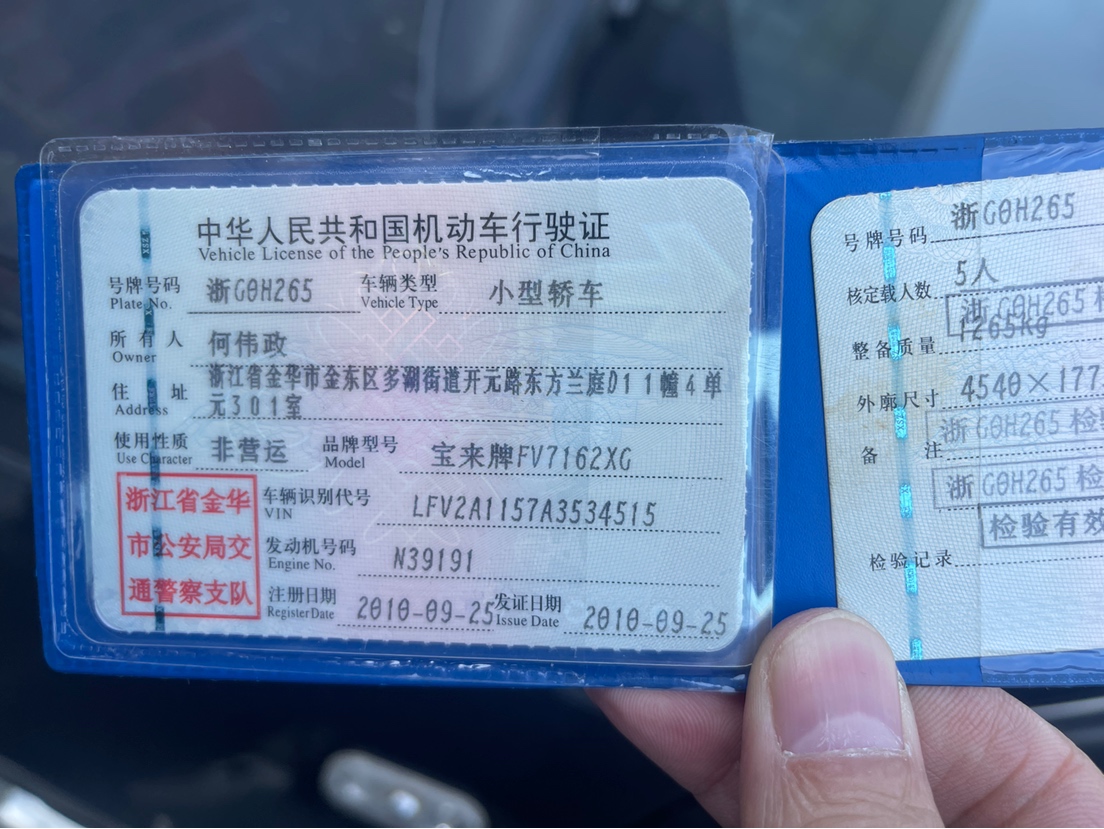 中华人民共和国机动车行驶证
Vehicle License of the People's Republic of China
号牌号码 浙G0H265 车辆类型 小型轿车
Plate No. Vehicle Type
所有人 何伟政
Owner
住址 浙江省金华市金东区多湖街道开元路东方兰庭D11幢4单
元301室
Address
使用性质 非营运 品牌型号 宝来牌FV7162XG
Use Character Model
浙江省金华
市公安局交
通警察支队
车辆识别代号 LFV2A1157A3534515
VIN
发动机号码 N39191
Engine No.
注册日期 2010-09-25 发证日期 2010-09-25
Register Date Issue Date
号牌号码 浙G0H265
核定载人数 5人
浙G0H265 检
整备质量 1265kg
外廓尺寸 4540×177
浙G0H265 检验
备注
浙G0H265 检
检验有效
检验记录